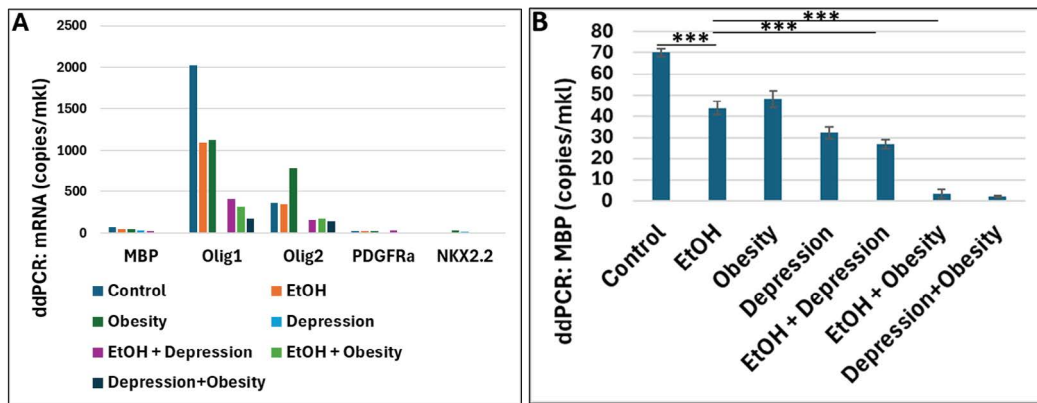 A
ddPCR: mRNA (copies/mkl)
2500
2000
1500
1000
500
0
MBP Olig1 Olig2 PDGFRa NKX2.2
Control EtOH
Obesity Depression
EtOH + Depression EtOH + Obesity
Depression+Obesity
B
ddPCR: MBP (copies/mkl)
***
***
***
80
70
60
50
40
30
20
10
0
Control
EtOH
Obesity
Depression
EtOH + Depression
EtOH + Obesity
Depression+Obesity